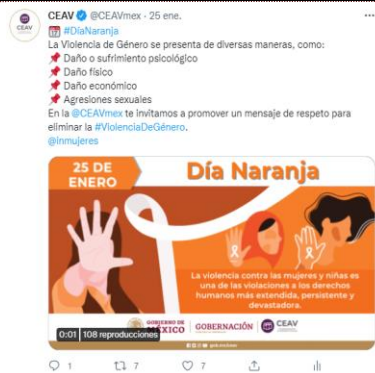 CEAV @CEAVmex · 25 ene.
#DíaNaranja
La Violencia de Género se presenta de diversas maneras, como:
Daño o sufrimiento psicológico
Daño físico
Daño económico
Agresiones sexuales
En la @CEAVmex te invitamos a promover un mensaje de respeto para
eliminar la #ViolenciaDeGénero.
@inmujeres
25 DE
ENERO
Día Naranja
La violencia contra las mujeres y niñas es
una de las violaciones a los derechos
humanos más extendida, persistente y
devastadora.
GOBIERNO DE
MÉXICO
GOBERNACIÓN
CEAV
0:01 108 reproducciones
1 7 7